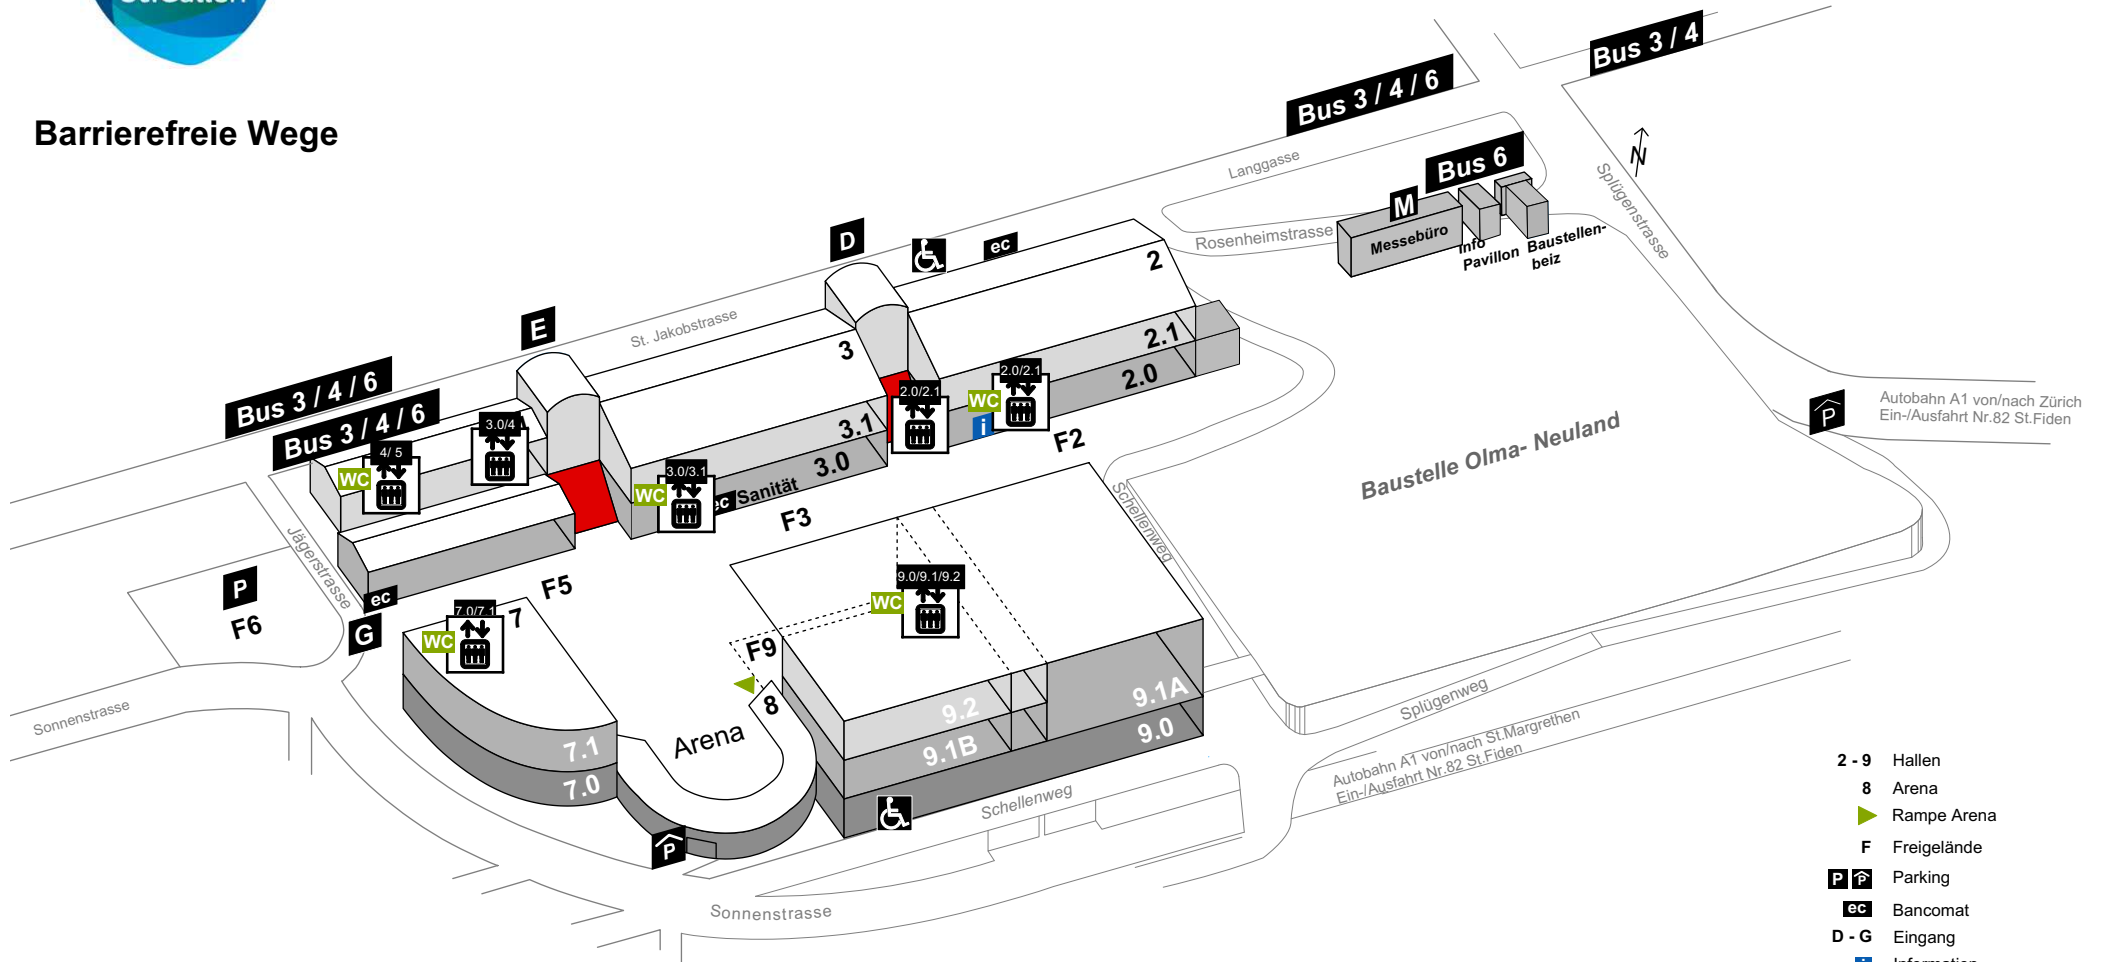 St.Gallen
Barrierefreie Wege
Bus 3 / 4
Bus 3 / 4 / 6
Langgasse
Bus 6
N
Splügenstrasse
M
Messebüro
Info
Pavillon
Baustellen-
beiz
Rosenheimstrasse
D
ec
2
E
St. Jakobstrasse
3
2.1
2.0
Bus 3 / 4 / 6
Bus 3 / 4 / 6
2.0/2.1
2.0/2.1
WC
i
F2
P
Autobahn A1 von/nach Zürich
Ein-/Ausfahrt Nr.82 St.Fiden
3.0/4
4/ 5
WC
3.1
3.0
3.0/3.1
WC
ec
Sanität
F3
Baustelle Olma- Neuland
Schellenweg
Jägerstrasse
P
F6
ec
G
F5
7.0/7.1
WC
7
9.0/9.1/9.2
WC
F9
8
Arena
7.1
7.0
9.2
9.1B
9.1A
9.0
Sonnenstrasse
Splügenweg
Autobahn A1 von/nach St.Margrethen
Ein-/Ausfahrt Nr.82 St.Fiden
Schellenweg
P
Sonnenstrasse
2 - 9 Hallen
8 Arena
Rampe Arena
F Freigelände
P P Parking
ec Bancomat
D - G Eingang
i Information